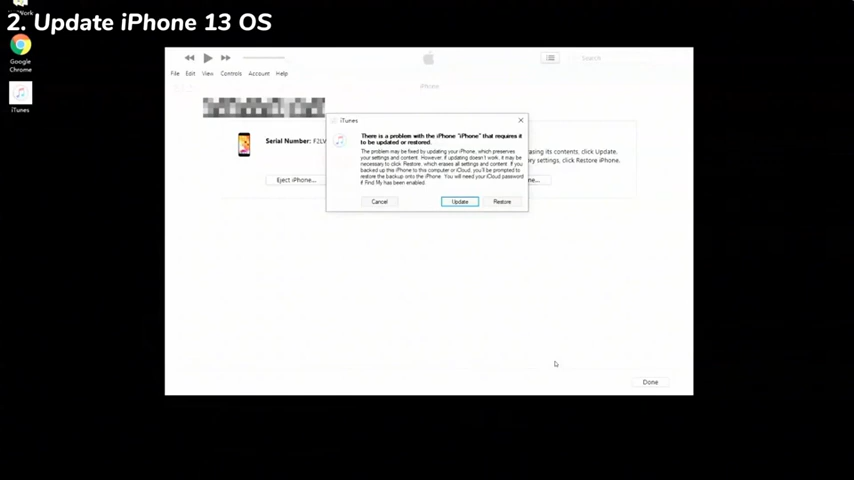 2. Update iPhone 13 OS
Google
Chrome
iTunes
Search
File Edit View Controls Account Help
iPhone
iTunes
There is a problem with the iPhone "iPhone" that requires it
to be updated or restored.
The problem may be fixed by updating your iPhone, which preserves
your settings and content. However, if updating doesn't work, it may be
necessary to click Restore, which erases all settings and content. If you
backed up this iPhone to this computer or iCloud, you'll be prompted to
restore the backup onto the iPhone. You will need your iCloud password
if Find My has been enabled.
Serial Number: F2LV
asing its contents, click Update.
ry settings, click Restore iPhone.
Eject iPhone...
ne...
Cancel
Update
Restore
Done